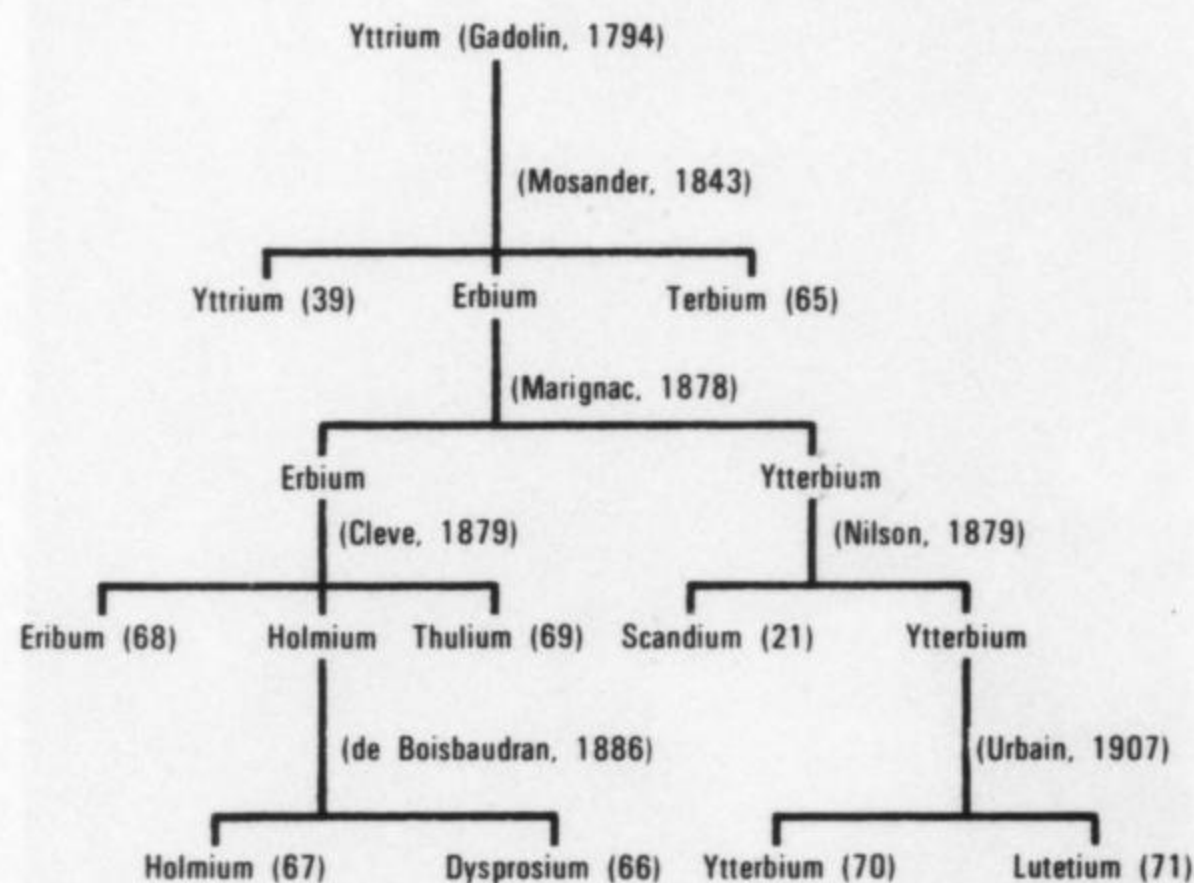 Yttrium (Gadolin, 1794)
(Mosander, 1843)
Yttrium (39) Erbium Terbium (65)
(Marignac, 1878)
Erbium Ytterbium
(Cleve, 1879) (Nilson, 1879)
Eribum (68) Holmium Thulium (69) Scandium (21) Ytterbium
(de Boisbaudran, 1886) (Urbain, 1907)
Holmium (67) Dysprosium (66) Ytterbium (70) Lutetium (71)